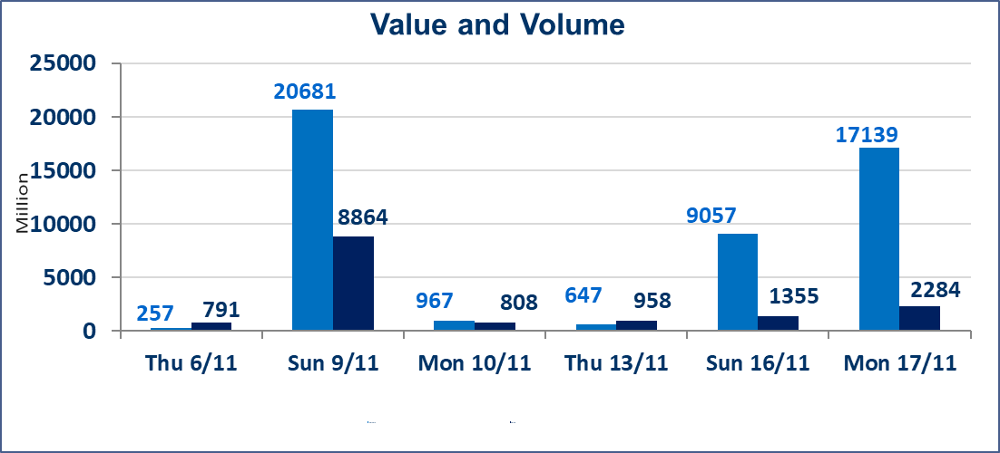 Value and Volume
25000
20000
15000
10000
5000
0
Million
257
791
20681
8864
967
808
647
958
9057
1355
17139
2284
Thu 6/11
Sun 9/11
Mon 10/11
Thu 13/11
Sun 16/11
Mon 17/11